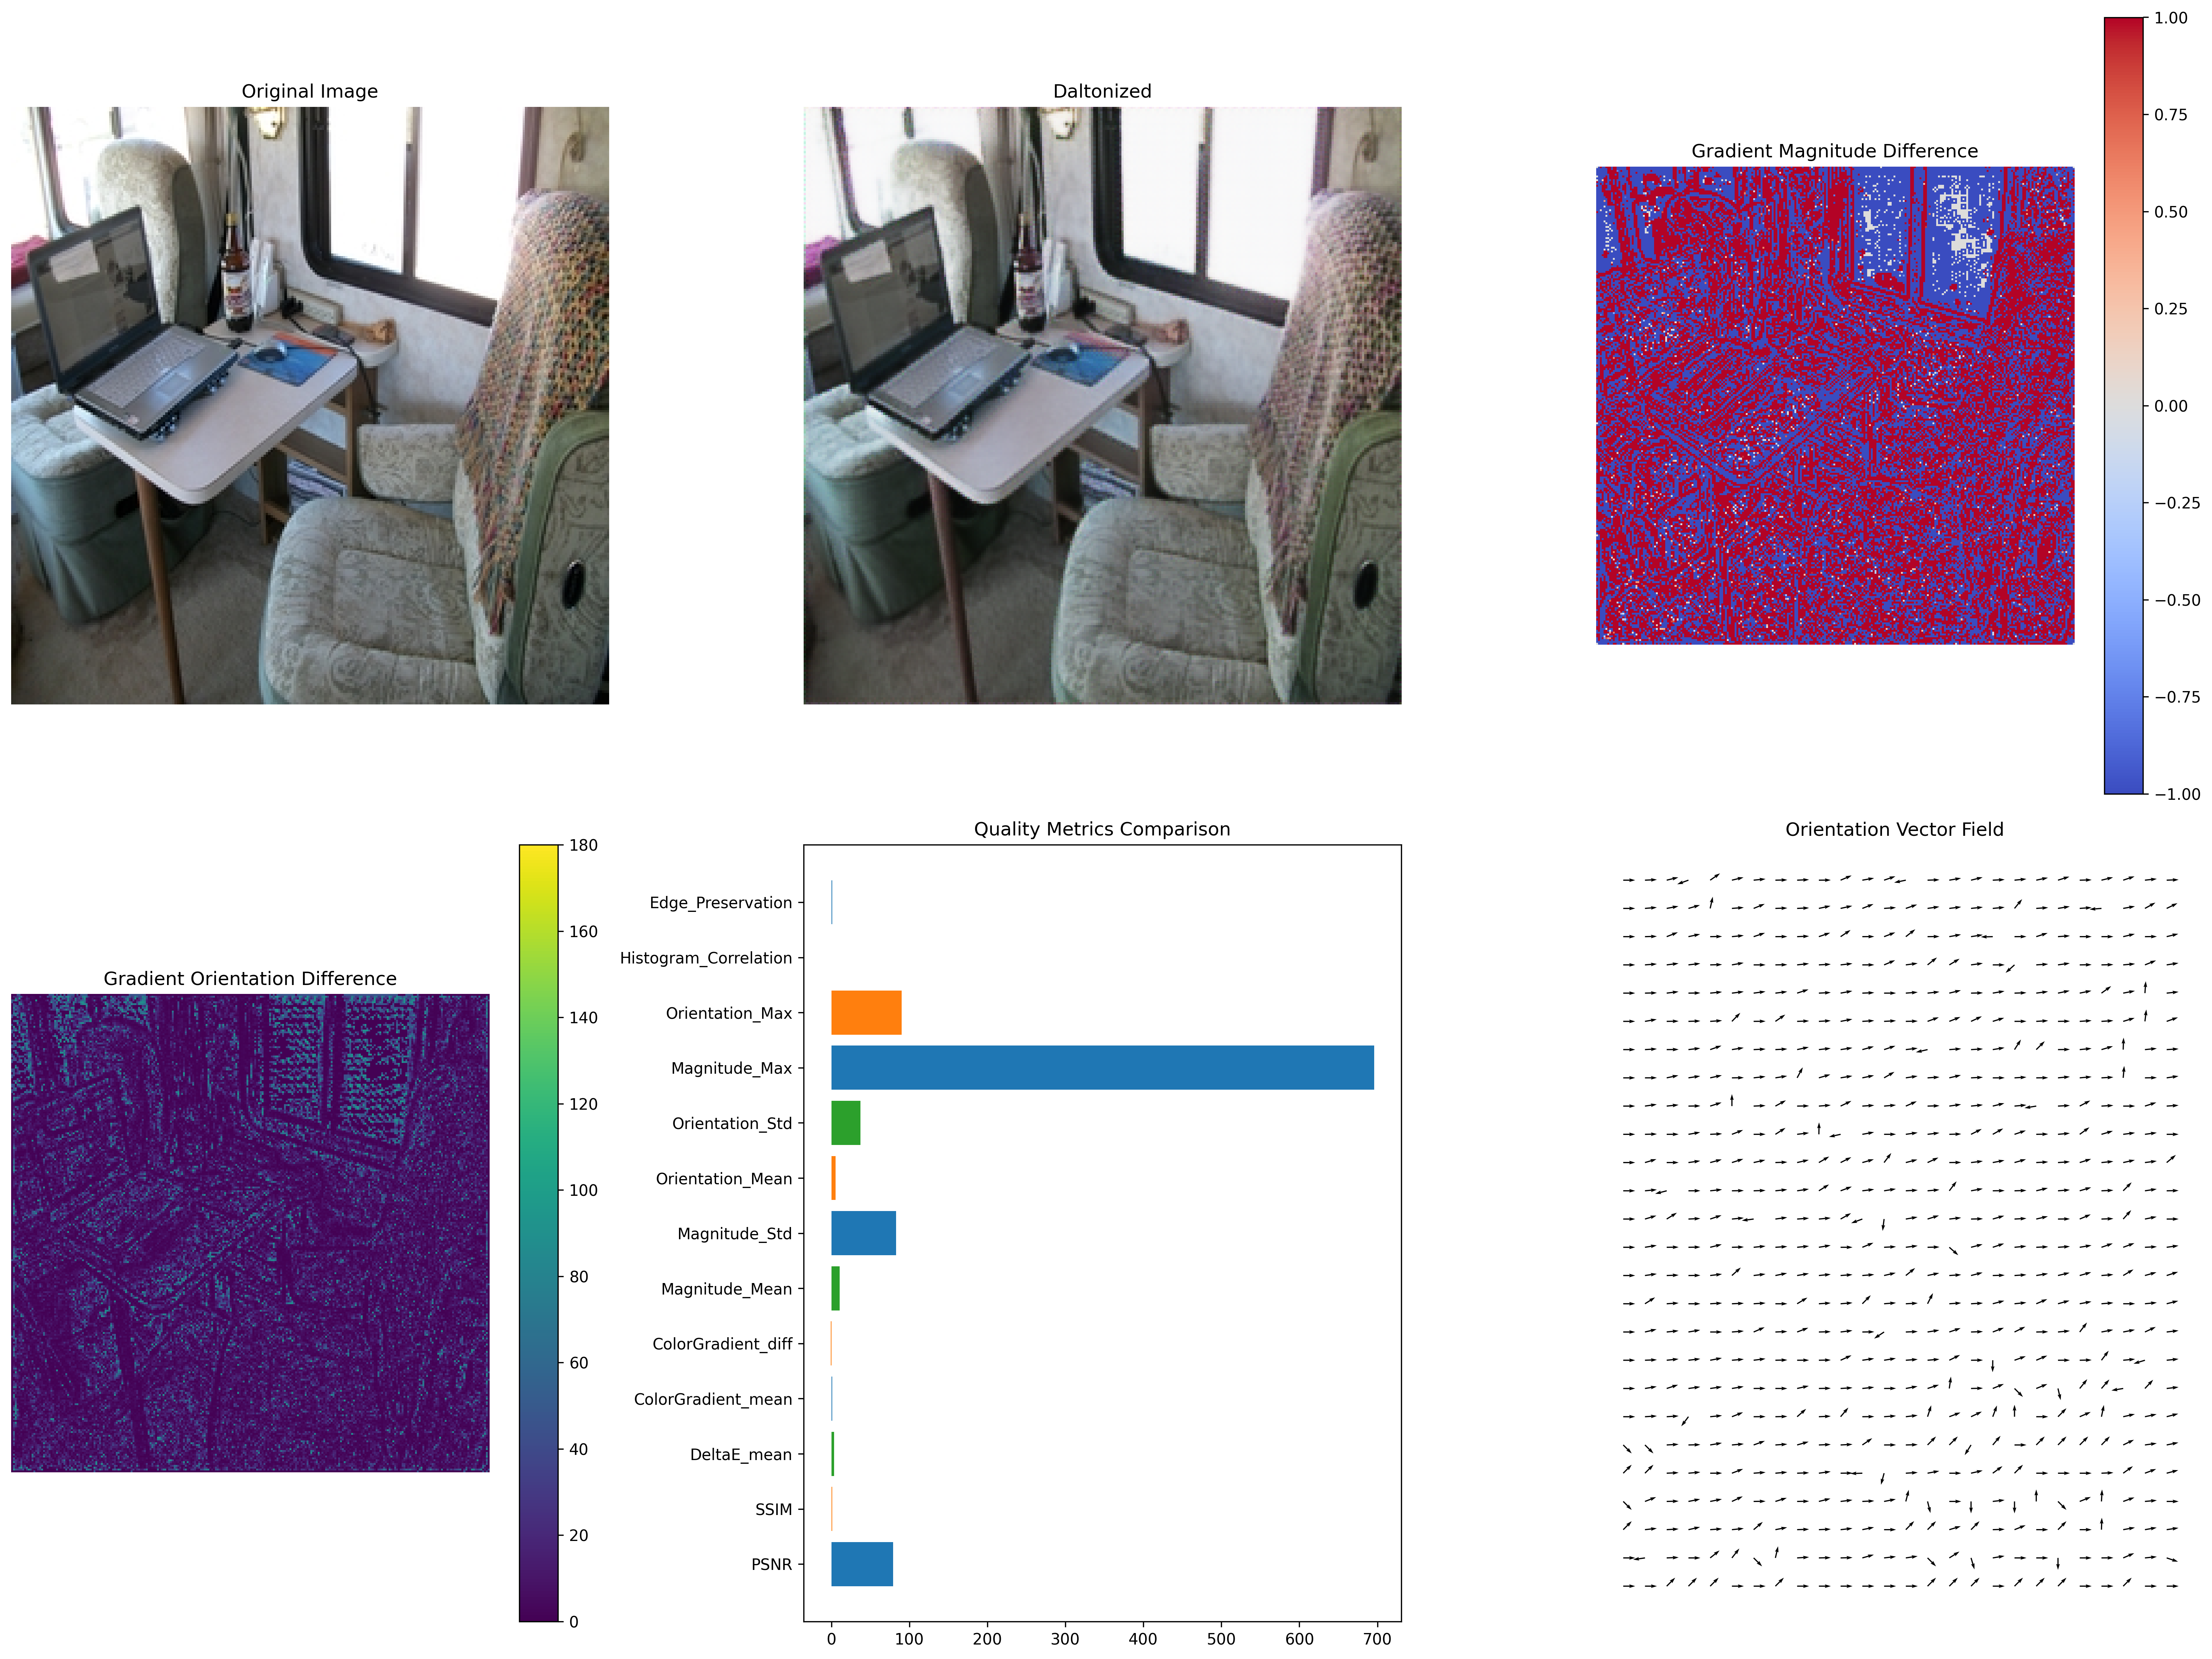 Original Image
Daltonized
Gradient Magnitude Difference
1.00
0.75
0.50
0.25
0.00
−0.25
−0.50
−0.75
−1.00
Gradient Orientation Difference
180
160
140
120
100
80
60
40
20
0
Quality Metrics Comparison
Edge_Preservation
Histogram_Correlation
Orientation_Max
Magnitude_Max
Orientation_Std
Orientation_Mean
Magnitude_Std
Magnitude_Mean
ColorGradient_diff
ColorGradient_mean
DeltaE_mean
SSIM
PSNR
0 100 200 300 400 500 600 700
Orientation Vector Field